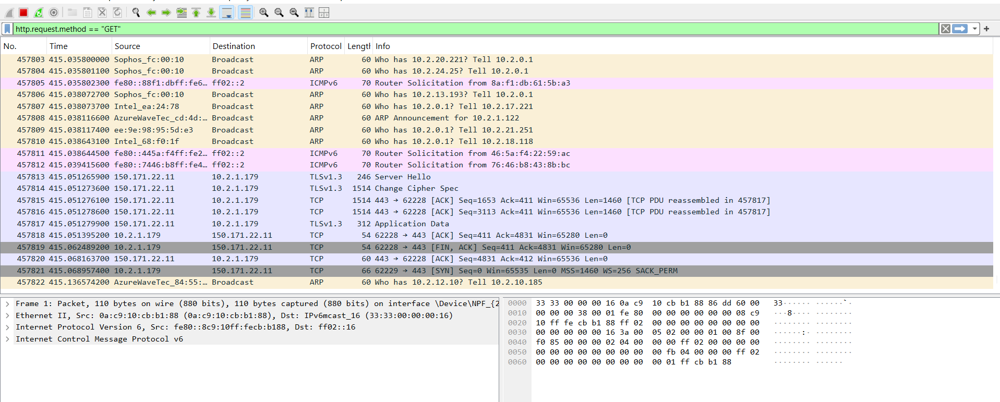 http.request.method == "GET"
No. Time Source Destination Protocol Length Info
457803 415.035800000 Sophos_fc:00:10 Broadcast ARP 60 Who has 10.2.20.221? Tell 10.2.0.1
457804 415.035801100 Sophos_fc:00:10 Broadcast ARP 60 Who has 10.2.24.25? Tell 10.2.0.1
457805 415.035802300 fe80::88f1:dbff:fe6… ff02::2 ICMPv6 70 Router Solicitation from 8a:f1:db:61:5b:a3
457806 415.038072700 Sophos_fc:00:10 Broadcast ARP 60 Who has 10.2.13.193? Tell 10.2.0.1
457807 415.038073700 Intel_ea:24:78 Broadcast ARP 60 Who has 10.2.0.1? Tell 10.2.17.221
457808 415.038116600 AzureWaveTec_cd:4d:… Broadcast ARP 60 ARP Announcement for 10.2.1.122
457809 415.038117400 ee:9e:98:95:5d:e3 Broadcast ARP 60 Who has 10.2.0.1? Tell 10.2.21.251
457810 415.038643100 Intel_68:f0:1f Broadcast ARP 60 Who has 10.2.0.1? Tell 10.2.18.118
457811 415.038644500 fe80::445a:f4ff:fe2… ff02::2 ICMPv6 70 Router Solicitation from 46:5a:f4:22:59:ac
457812 415.039415600 fe80::7446:b8ff:fe4… ff02::2 ICMPv6 70 Router Solicitation from 76:46:b8:43:8b:bc
457813 415.051265900 150.171.22.11 10.2.1.179 TLSv1.3 246 Server Hello
457814 415.051273600 150.171.22.11 10.2.1.179 TLSv1.3 1514 Change Cipher Spec
457815 415.051276100 150.171.22.11 10.2.1.179 TCP 1514 443 → 62228 [ACK] Seq=1653 Ack=411 Win=65536 Len=1460 [TCP PDU reassembled in 457817]
457816 415.051278600 150.171.22.11 10.2.1.179 TCP 1514 443 → 62228 [ACK] Seq=3113 Ack=411 Win=65536 Len=1460 [TCP PDU reassembled in 457817]
457817 415.051279900 150.171.22.11 10.2.1.179 TLSv1.3 312 Application Data
457818 415.051395200 10.2.1.179 150.171.22.11 TCP 54 62228 → 443 [ACK] Seq=411 Ack=4831 Win=65280 Len=0
457819 415.062489200 10.2.1.179 150.171.22.11 TCP 54 62228 → 443 [FIN, ACK] Seq=411 Ack=4831 Win=65280 Len=0
457820 415.068163700 150.171.22.11 10.2.1.179 TCP 60 443 → 62228 [ACK] Seq=4831 Ack=412 Win=65536 Len=0
457821 415.068957400 10.2.1.179 150.171.22.11 TCP 66 62229 → 443 [SYN] Seq=0 Win=65535 Len=0 MSS=1460 WS=256 SACK_PERM
457822 415.136574200 AzureWaveTec_84:55:… Broadcast ARP 60 Who has 10.2.12.10? Tell 10.2.10.185
Frame 1: Packet, 110 bytes on wire (880 bits), 110 bytes captured (880 bits) on interface \Device\NPF_{2
Ethernet II, Src: 0a:c9:10:cb:b1:88 (0a:c9:10:cb:b1:88), Dst: IPv6mcast_16 (33:33:00:00:00:16)
Internet Protocol Version 6, Src: fe80::8c9:10ff:fecb:b188, Dst: ff02::16
Internet Control Message Protocol v6
0000 33 33 00 00 00 16 0a c9 10 cb b1 88 86 dd 60 00 33······ ······`·
0010 00 00 00 38 00 01 fe 80 00 00 00 00 00 00 08 c9 ···8···· ········
0020 10 ff fe cb b1 88 ff 02 00 00 00 00 00 00 00 00 ········ ········
0030 00 00 00 00 00 16 3a 00 05 02 00 00 01 00 8f 00 ······:· ········
0040 f0 85 00 00 00 02 04 00 00 00 ff 02 00 00 00 00 ········ ········
0050 00 00 00 00 00 00 00 00 00 fb 04 00 00 00 ff 02 ········ ········
0060 00 00 00 00 00 00 00 00 00 01 ff cb b1 88 ········ ······